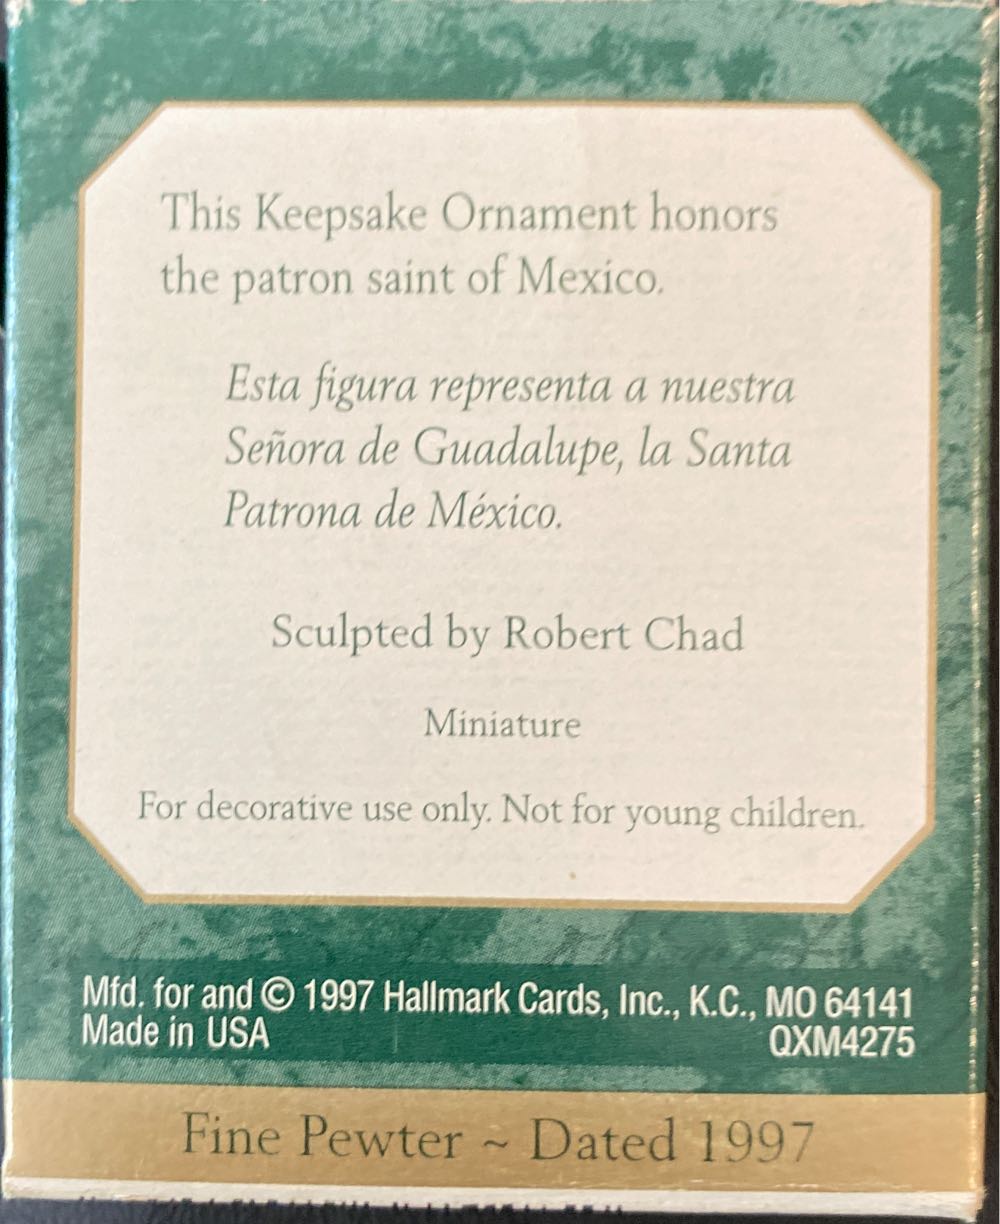 This Keepsake Ornament honors
the patron saint of Mexico.
Esta figura representa a nuestra
Señora de Guadalupe, la Santa
Patrona de México.
Sculpted by Robert Chad
Miniature
For decorative use only. Not for young children.
Mfd. for and © 1997 Hallmark Cards, Inc., K.C., MO 64141
Made in USA
QXM4275
Fine Pewter ~ Dated 1997